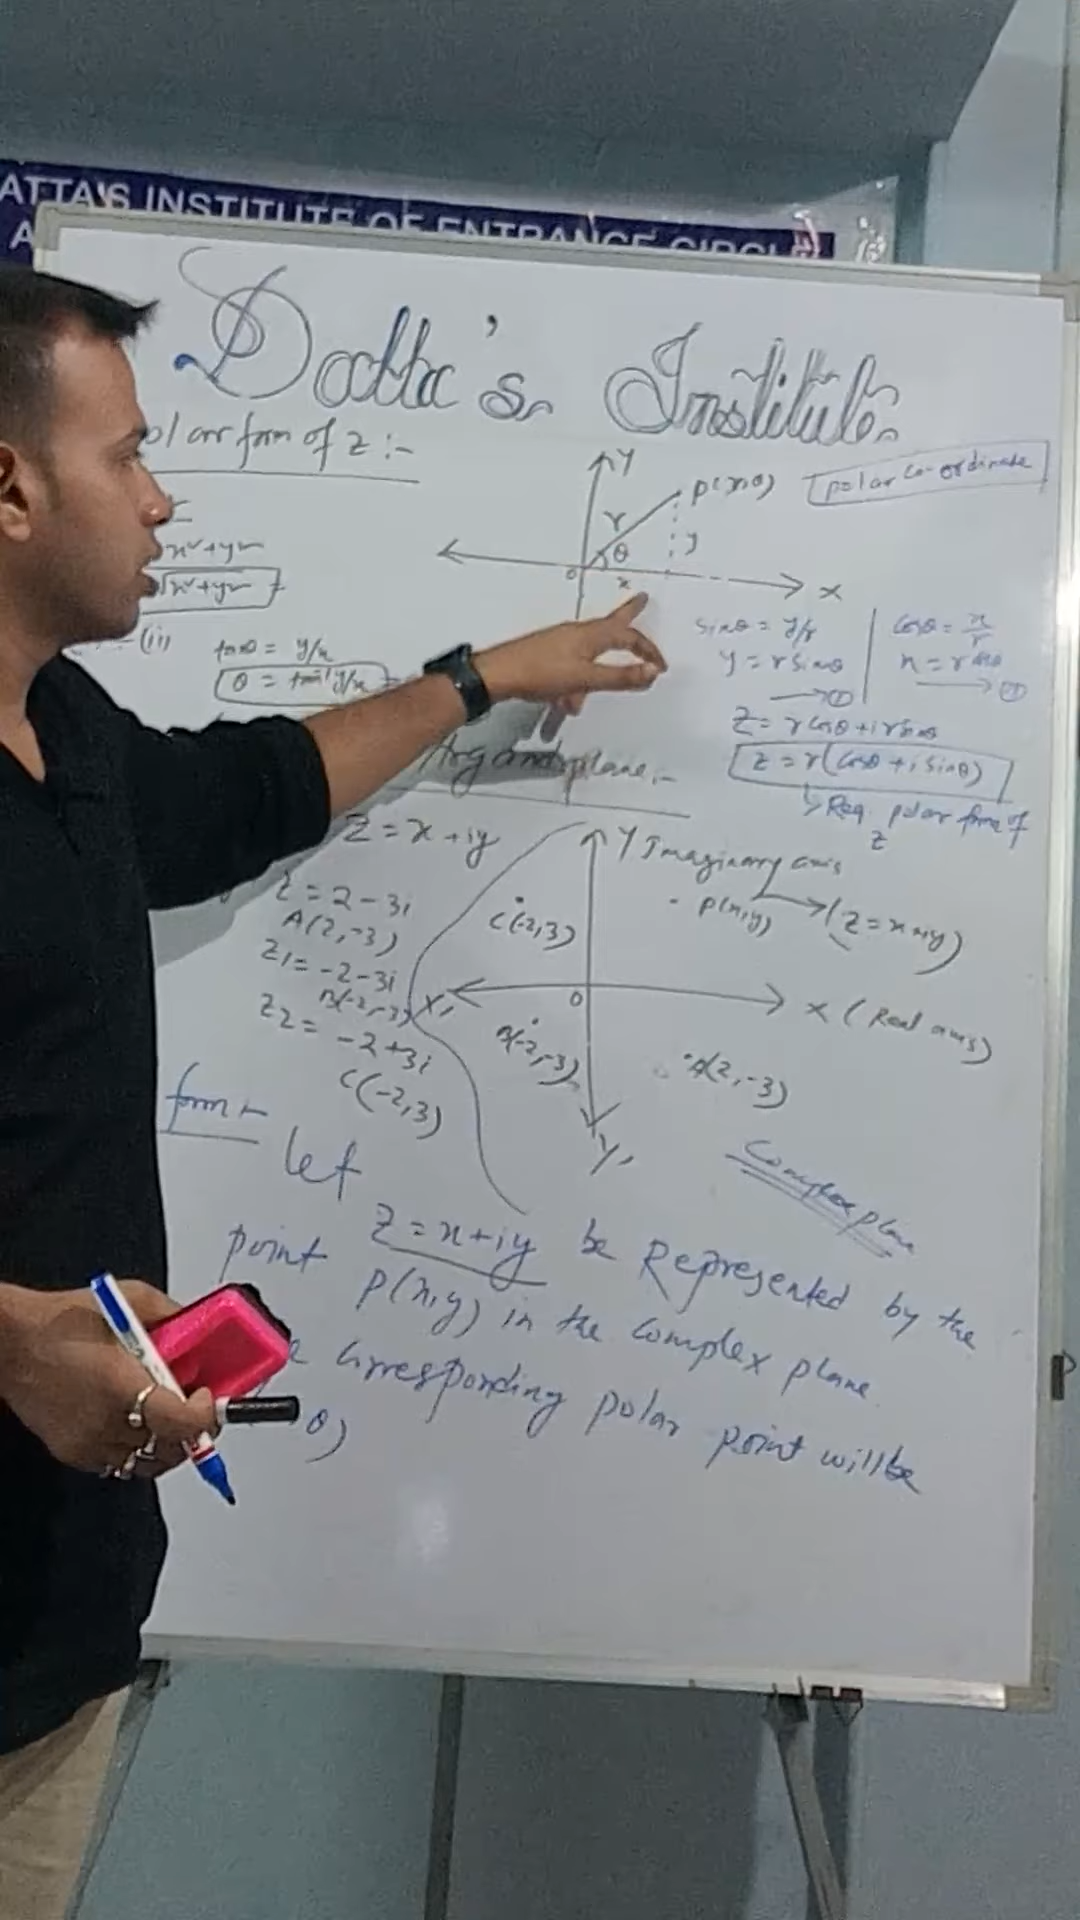 ATTA'S INSTITUTE OF ENTRANCE CIRCL
A
Datta's Institute
olar form of z :-
x²+y²
√x²+y²
(ii)
tanθ = y/x
θ = tan⁻¹ y/x
Y
P(r,θ)
polar co-ordinate
r
θ
y
O
x
X
sinθ = y/r
y = r sinθ
cosθ = x/r
x = r cosθ
z = r cosθ + i r sinθ
z = r(cosθ + i sinθ)
Req. polar form of
z
Argand plane :-
z = x + iy
z = 2 - 3i
A(2, -3)
z1 = -2 - 3i
B(-2, -3)
z2 = -2 + 3i
C(-2, 3)
Y Imaginary axis
P(x,y) → (z = x + iy)
C(-2,3)
X'
O
X (Real axis)
B(-2, -3)
A(2, -3)
Y'
Complex plane
form :-
let
z = x + iy be Represented by the
point P(x,y) in the complex plane
corresponding polar point will be
θ)